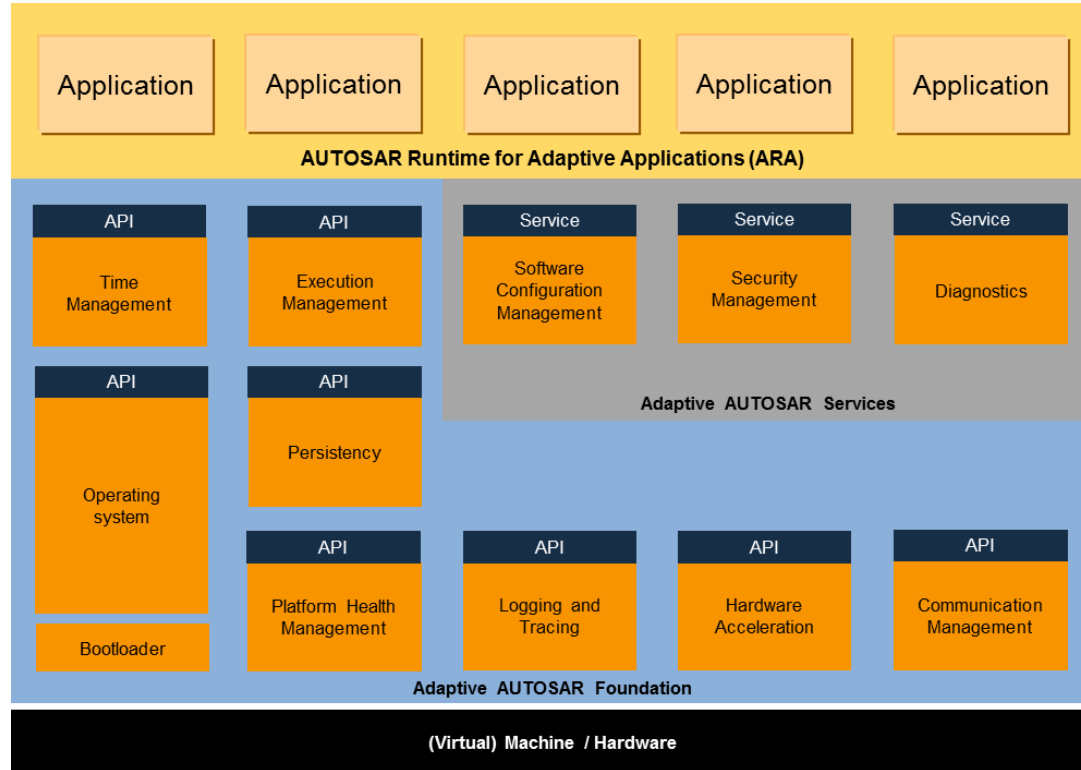 Application
Application
Application
Application
Application
AUTOSAR Runtime for Adaptive Applications (ARA)
API
Time
Management
API
Execution
Management
Service
Software
Configuration
Management
Service
Security
Management
Service
Diagnostics
Adaptive AUTOSAR Services
API
Operating
system
API
Persistency
Bootloader
API
Platform Health
Management
API
Logging and
Tracing
API
Hardware
Acceleration
API
Communication
Management
Adaptive AUTOSAR Foundation
(Virtual) Machine / Hardware